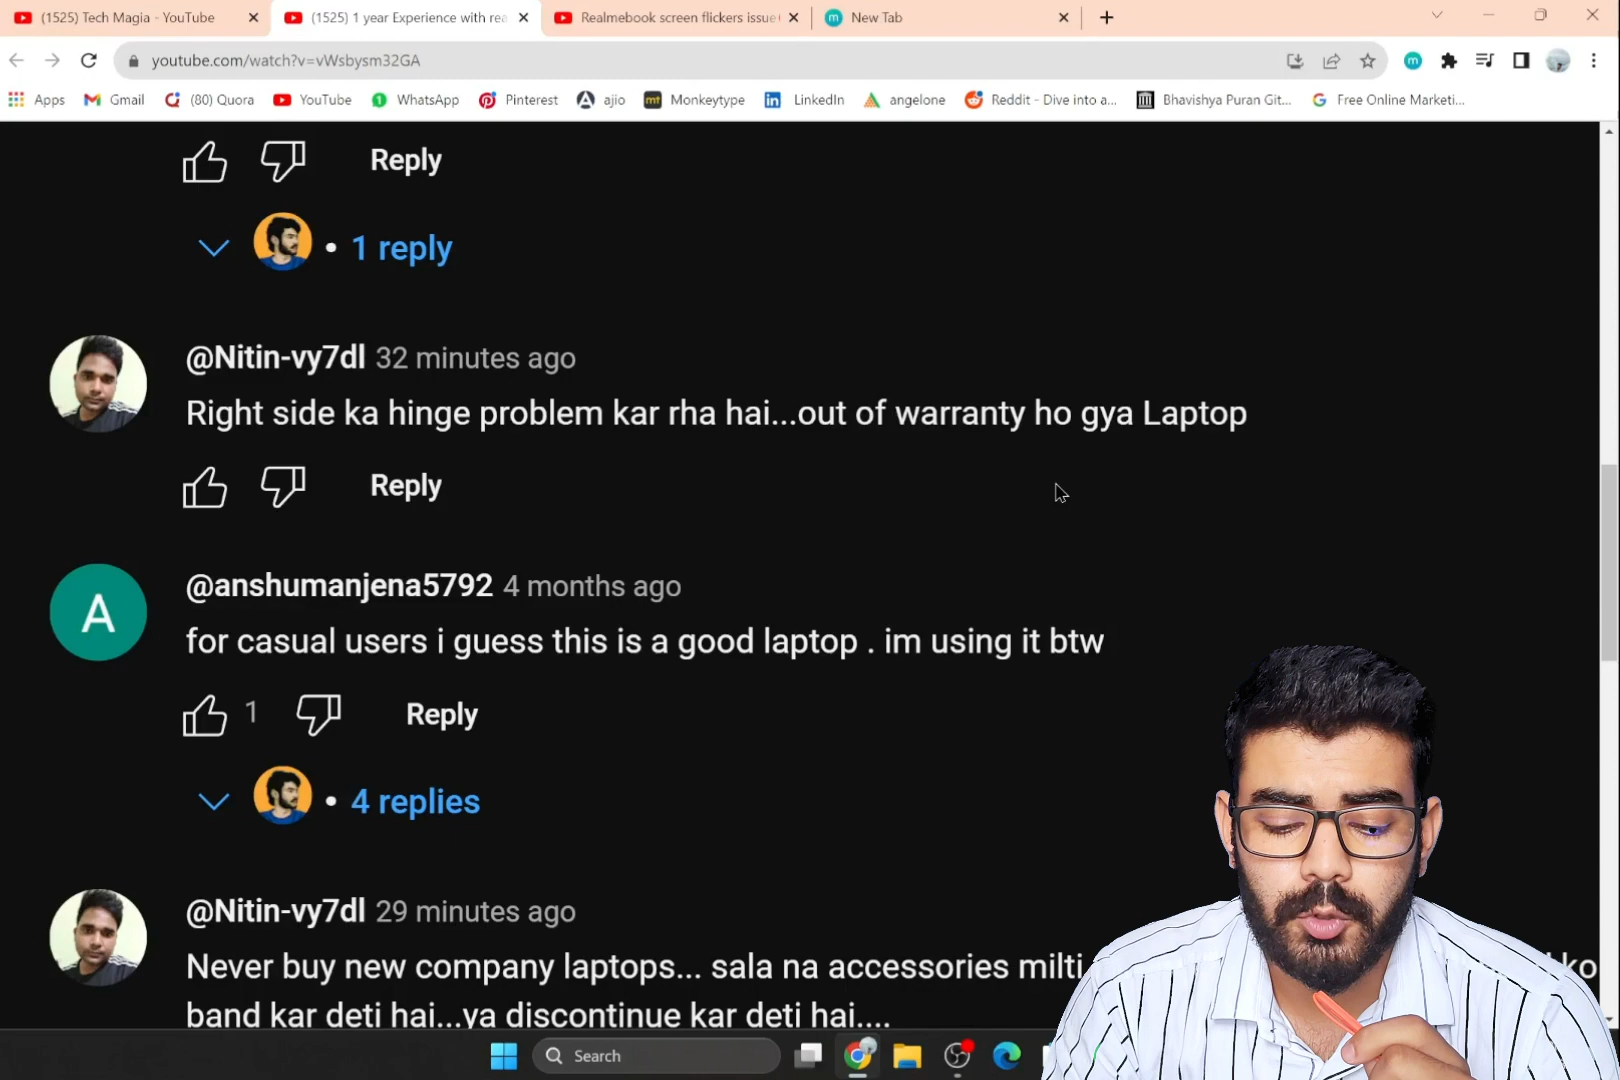 (1525) Tech Magia - YouTube
(1525) 1 year Experience with rea
Realmebook screen flickers issue
New Tab
youtube.com/watch?v=vWsbysm32GA
Apps
Gmail
(80) Quora
YouTube
WhatsApp
Pinterest
ajio
mt Monkeytype
LinkedIn
angelone
Reddit - Dive into a...
Bhavishya Puran Git...
Free Online Marketi...
Reply
• 1 reply
@Nitin-vy7dl 32 minutes ago
Right side ka hinge problem kar rha hai...out of warranty ho gya Laptop
Reply
A
@anshumanjena5792 4 months ago
for casual users i guess this is a good laptop . im using it btw
1 Reply
• 4 replies
@Nitin-vy7dl 29 minutes ago
Never buy new company laptops... sala na accessories milti ko
band kar deti hai...ya discontinue kar deti hai....
Search